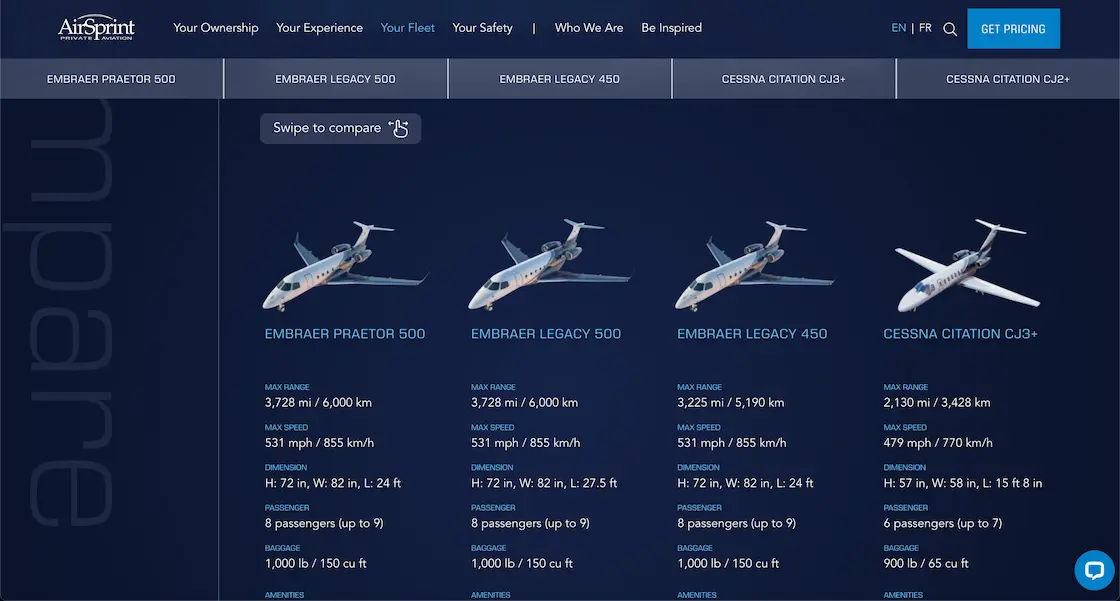 AirSprint
PRIVATE AVIATION
Your Ownership Your Experience Your Fleet Your Safety | Who We Are Be Inspired
EN | FR
GET PRICING
EMBRAER PRAETOR 500
EMBRAER LEGACY 500
EMBRAER LEGACY 450
CESSNA CITATION CJ3+
CESSNA CITATION CJ2+
mpare
Swipe to compare
EMBRAER PRAETOR 500
MAX RANGE
3,728 mi / 6,000 km
MAX SPEED
531 mph / 855 km/h
DIMENSION
H: 72 in, W: 82 in, L: 24 ft
PASSENGER
8 passengers (up to 9)
BAGGAGE
1,000 lb / 150 cu ft
AMENITIES
EMBRAER LEGACY 500
MAX RANGE
3,728 mi / 6,000 km
MAX SPEED
531 mph / 855 km/h
DIMENSION
H: 72 in, W: 82 in, L: 27.5 ft
PASSENGER
8 passengers (up to 9)
BAGGAGE
1,000 lb / 150 cu ft
AMENITIES
EMBRAER LEGACY 450
MAX RANGE
3,225 mi / 5,190 km
MAX SPEED
531 mph / 855 km/h
DIMENSION
H: 72 in, W: 82 in, L: 24 ft
PASSENGER
8 passengers (up to 9)
BAGGAGE
1,000 lb / 150 cu ft
AMENITIES
CESSNA CITATION CJ3+
MAX RANGE
2,130 mi / 3,428 km
MAX SPEED
479 mph / 770 km/h
DIMENSION
H: 57 in, W: 58 in, L: 15 ft 8 in
PASSENGER
6 passengers (up to 7)
BAGGAGE
900 lb / 65 cu ft
AMENITIES